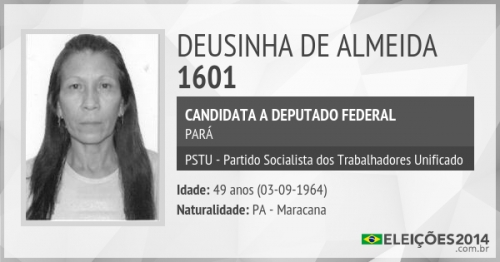 DEUSINHA DE ALMEIDA
1601
CANDIDATA A DEPUTADO FEDERAL
PARÁ
PSTU - Partido Socialista dos Trabalhadores Unificado
Idade: 49 anos (03-09-1964)
Naturalidade: PA - Maracana
ELEIÇÕES2014
.com.br